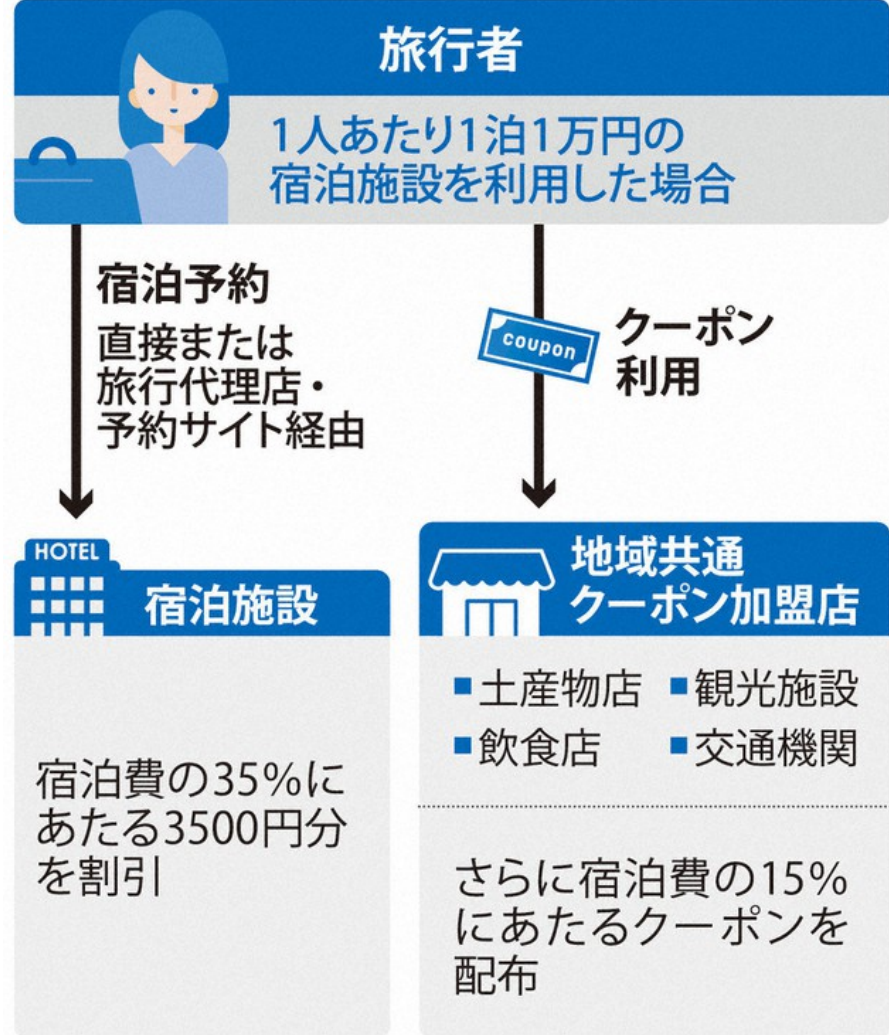 旅行者
1人あたり1泊1万円の
宿泊施設を利用した場合
宿泊予約
直接または
旅行代理店・
予約サイト経由
coupon
クーポン
利用
HOTEL
宿泊施設
宿泊費の35%に
あたる3500円分
を割引
地域共通
クーポン加盟店
■土産物店 ■観光施設
■飲食店 ■交通機関
さらに宿泊費の15%
にあたるクーポンを
配布